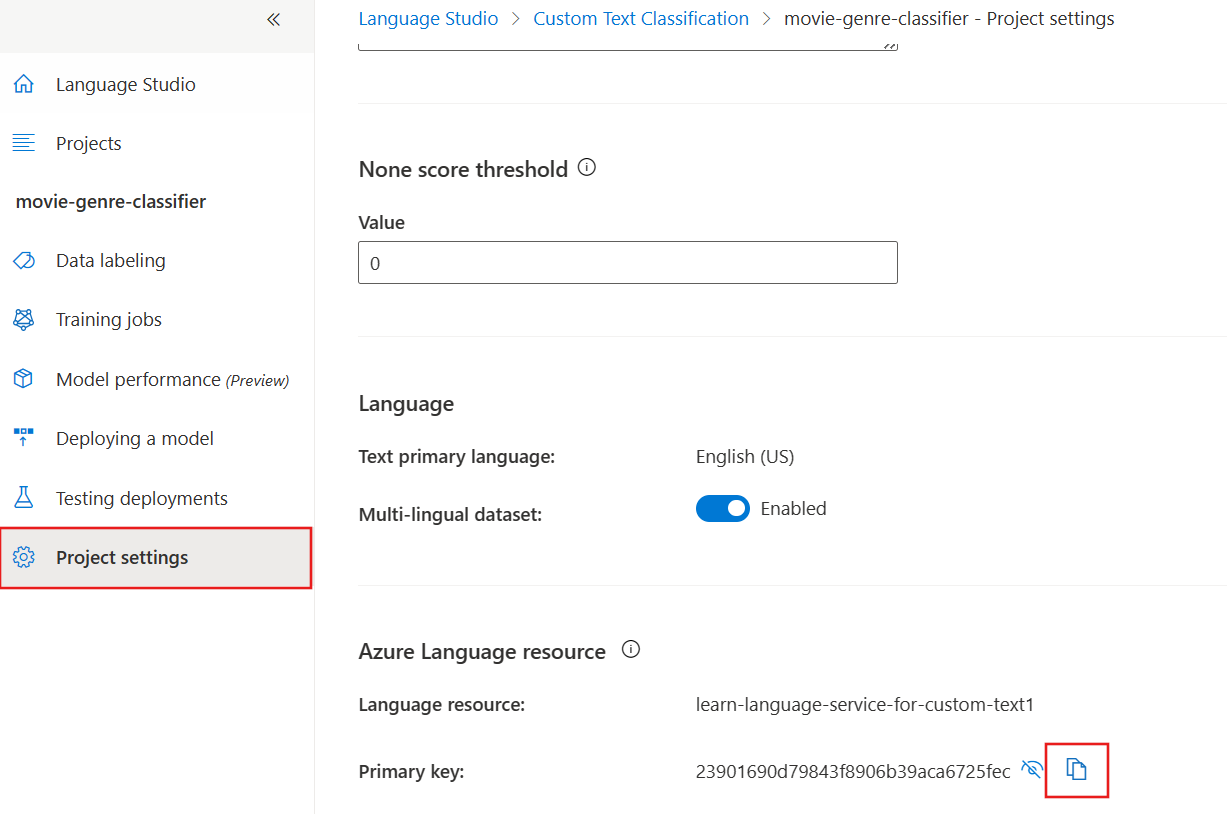 Language Studio > Custom Text Classification > movie-genre-classifier - Project settings
Language Studio
Projects
movie-genre-classifier
Data labeling
Training jobs
Model performance (Preview)
Deploying a model
Testing deployments
Project settings
None score threshold
Value
0
Language
Text primary language: English (US)
Multi-lingual dataset: Enabled
Azure Language resource
Language resource: learn-language-service-for-custom-text1
Primary key: 23901690d79843f8906b39aca6725fec